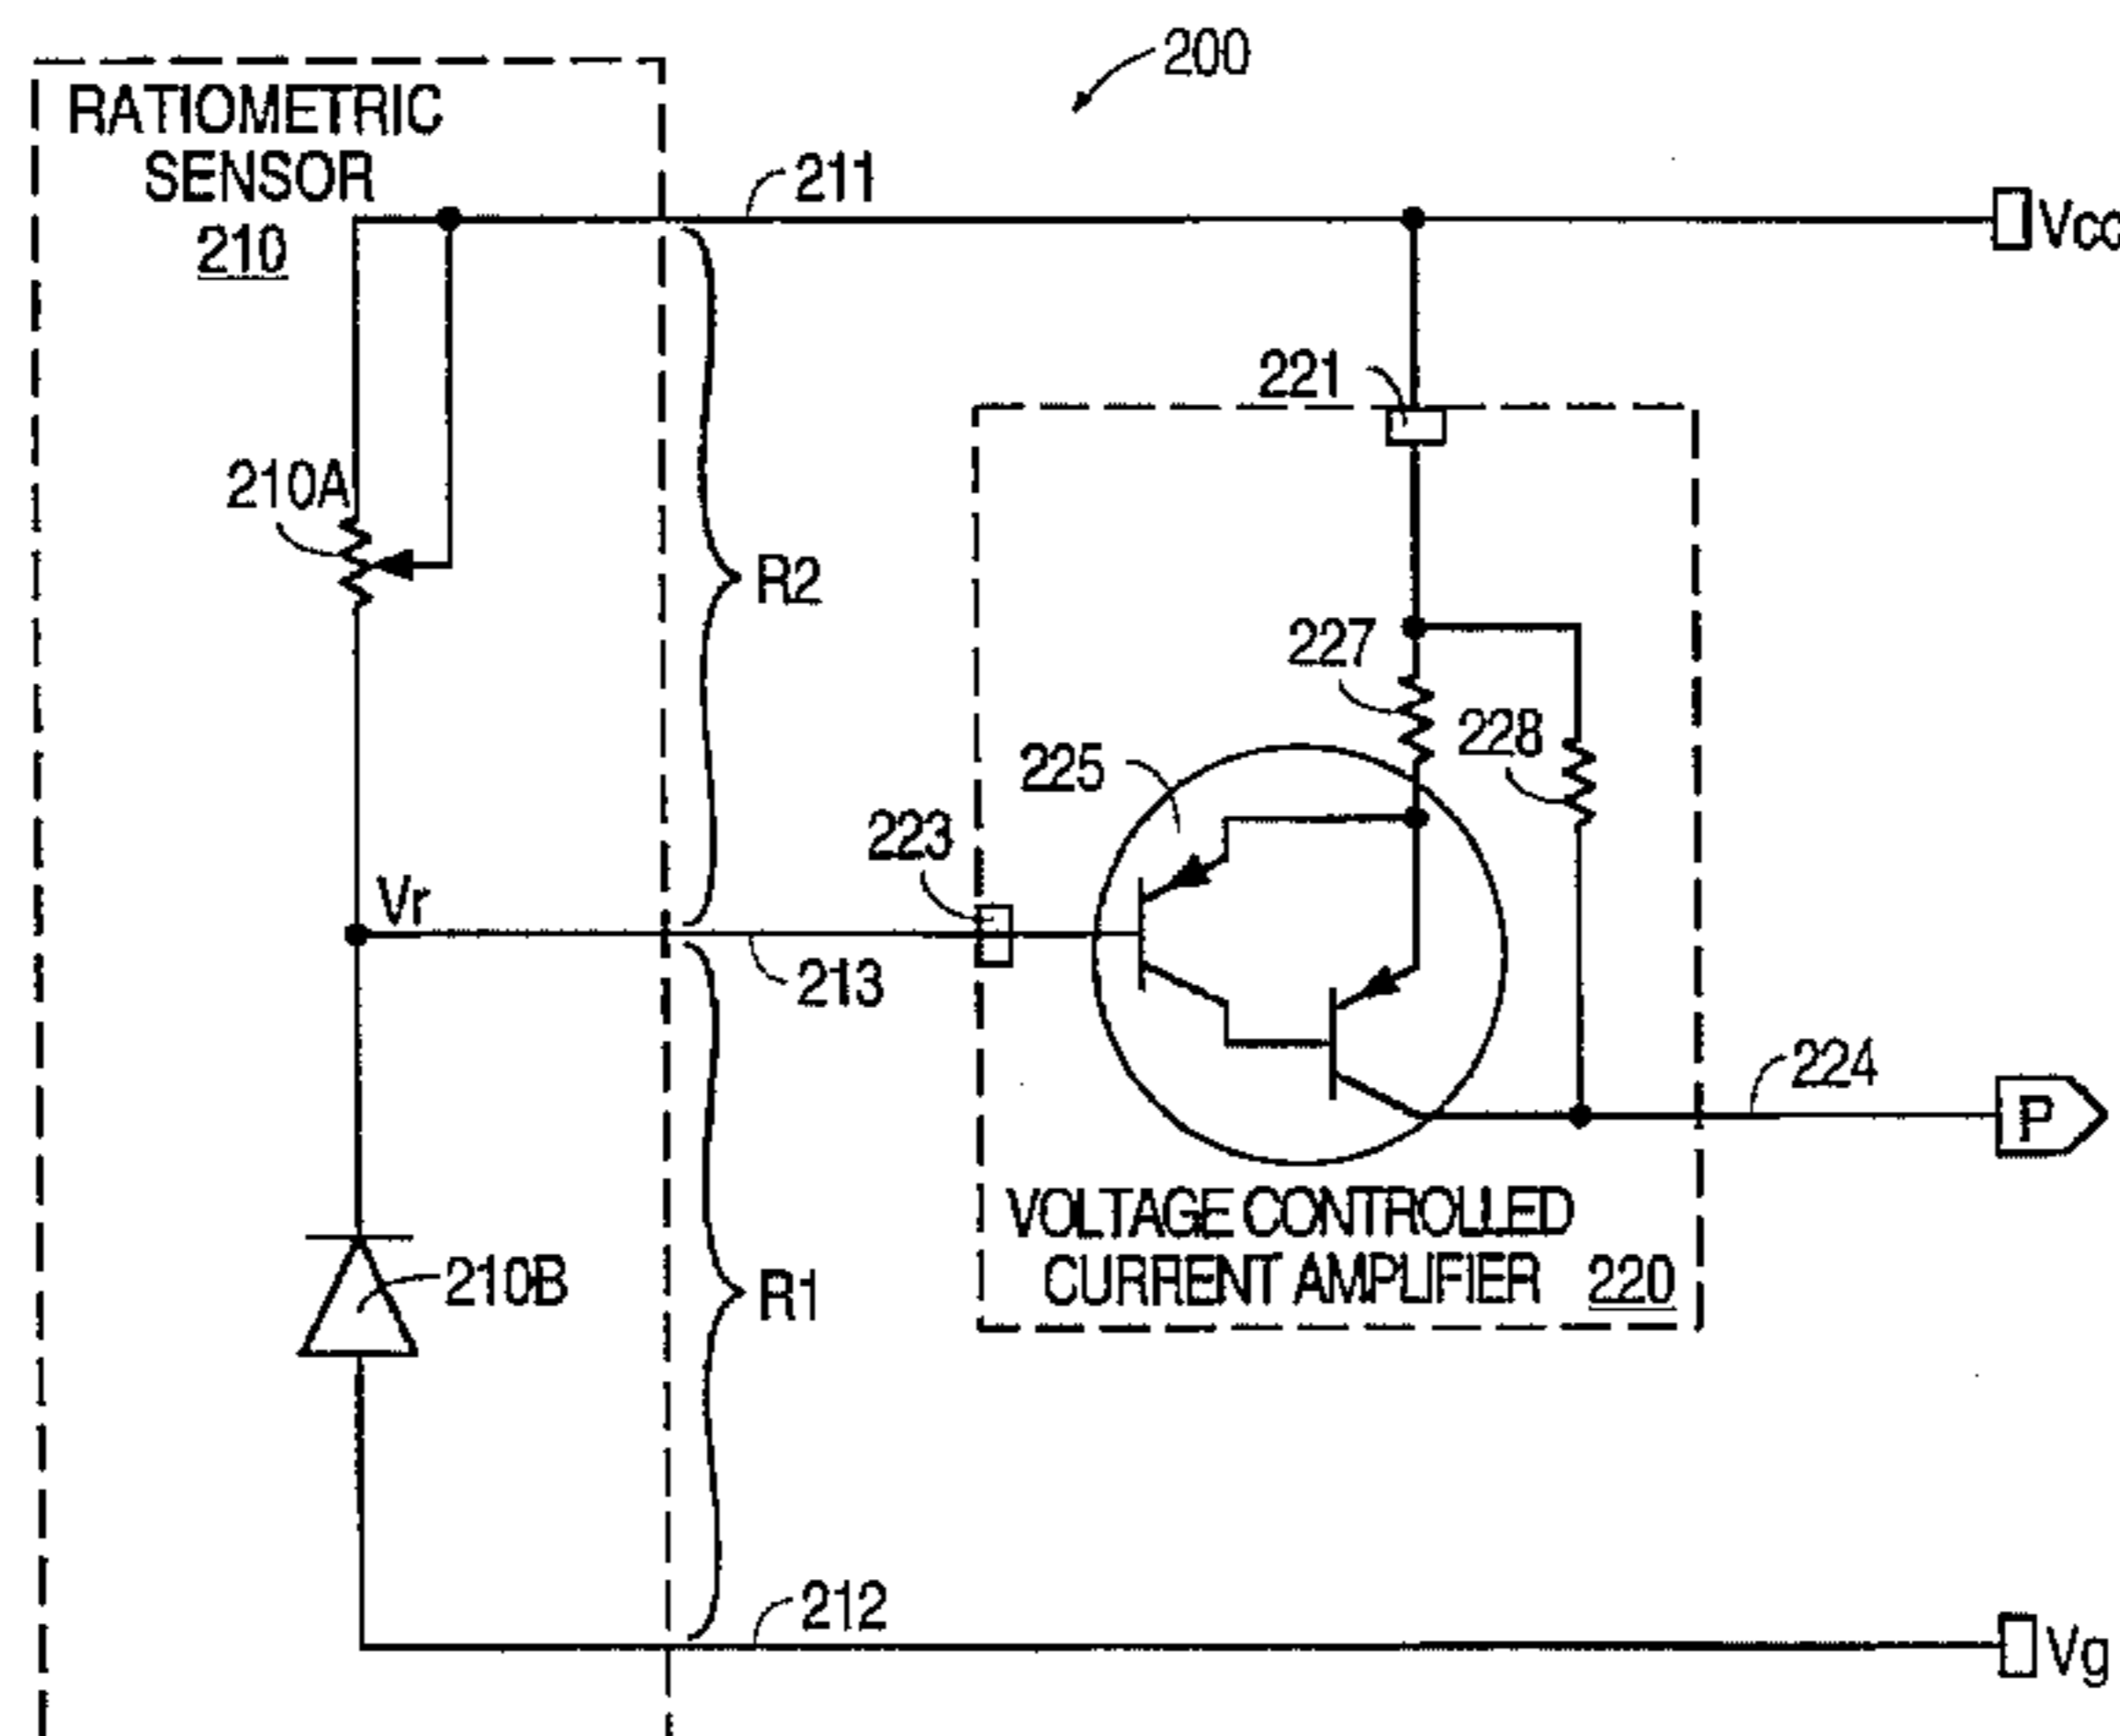 200
RATIOMETRIC
SENSOR
210
211
Vcc
221
210A
R2
227
228
225
223
Vr
213
224
P
VOLTAGE CONTROLLED
CURRENT AMPLIFIER 220
210B
R1
212
Vg